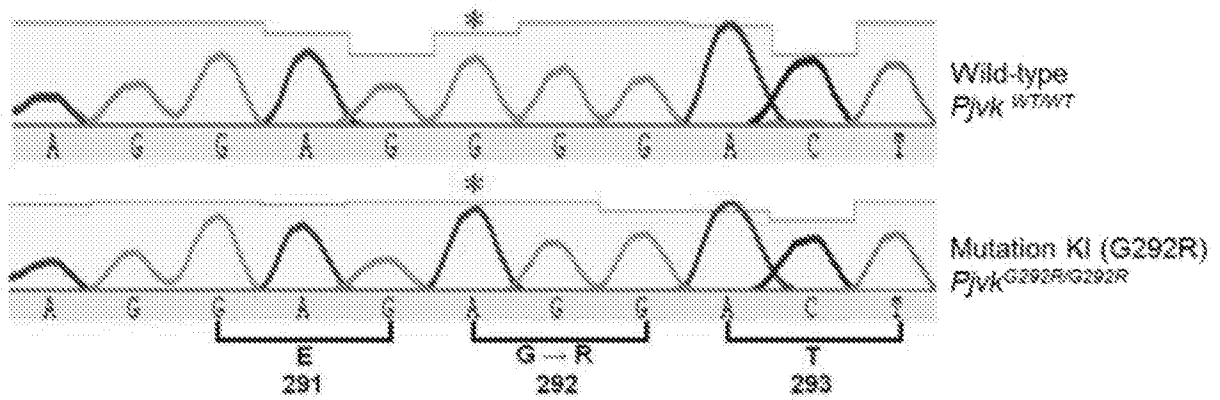 *
Wild-type
Pjvk WT/WT
A G G A G G G G A C T
*
Mutation KI (G292R)
Pjvk G292R/G292R
A G G A G A G G A C T
E G → R T
291 292 293